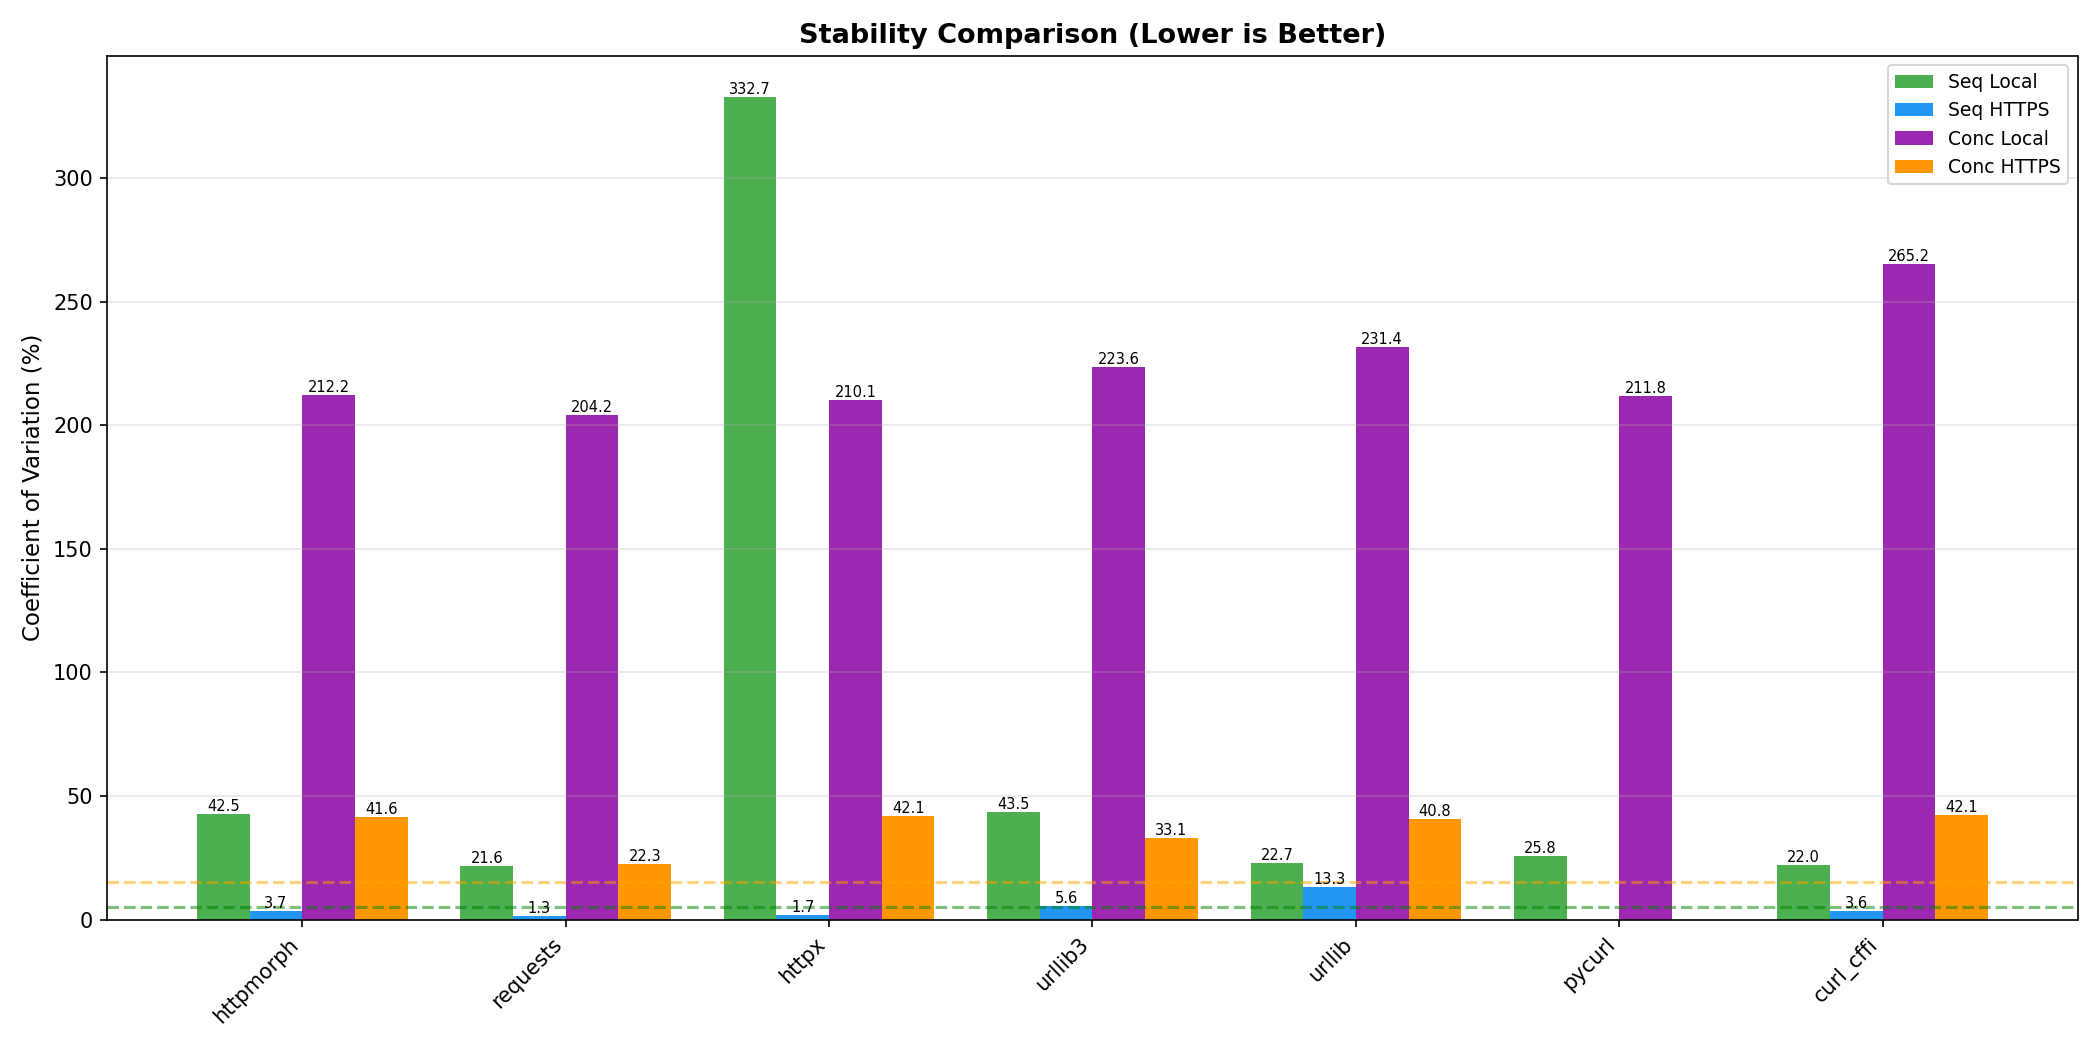 Stability Comparison (Lower is Better)
Coefficient of Variation (%)
300
250
200
150
100
50
0
Seq Local
Seq HTTPS
Conc Local
Conc HTTPS
42.5
3.7
212.2
41.6
21.6
1.3
204.2
22.3
332.7
1.7
210.1
42.1
43.5
5.6
223.6
33.1
22.7
13.3
231.4
40.8
25.8
211.8
22.0
3.6
265.2
42.1
httpmorph
requests
httpx
urllib3
urllib
pycurl
curl_cffi